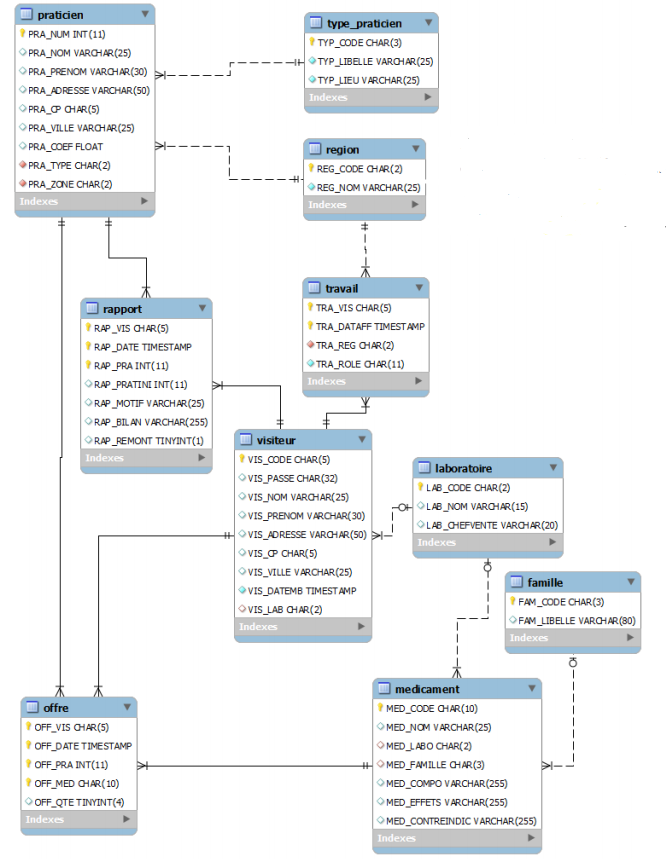 praticien
PRA_NUM INT(11)
PRA_NOM VARCHAR(25)
PRA_PRENOM VARCHAR(30)
PRA_ADRESSE VARCHAR(50)
PRA_CP CHAR(5)
PRA_VILLE VARCHAR(25)
PRA_COEF FLOAT
PRA_TYPE CHAR(2)
PRA_ZONE CHAR(2)
Indexes
type_praticien
TYP_CODE CHAR(3)
TYP_LIBELLE VARCHAR(25)
TYP_LIEU VARCHAR(25)
Indexes
region
REG_CODE CHAR(2)
REG_NOM VARCHAR(25)
Indexes
travail
TRA_VIS CHAR(5)
TRA_DATAFF TIMESTAMP
TRA_REG CHAR(2)
TRA_ROLE CHAR(11)
Indexes
rapport
RAP_VIS CHAR(5)
RAP_DATE TIMESTAMP
RAP_PRA INT(11)
RAP_PRATINI INT(11)
RAP_MOTIF VARCHAR(25)
RAP_BILAN VARCHAR(255)
RAP_REMONT TINYINT(1)
Indexes
visiteur
VIS_CODE CHAR(5)
VIS_PASSE CHAR(32)
VIS_NOM VARCHAR(25)
VIS_PRENOM VARCHAR(30)
VIS_ADRESSE VARCHAR(50)
VIS_CP CHAR(5)
VIS_VILLE VARCHAR(25)
VIS_DATEMB TIMESTAMP
VIS_LAB CHAR(2)
Indexes
laboratoire
LAB_CODE CHAR(2)
LAB_NOM VARCHAR(15)
LAB_CHEFVENTE VARCHAR(20)
Indexes
famille
FAM_CODE CHAR(3)
FAM_LIBELLE VARCHAR(80)
Indexes
offre
OFF_VIS CHAR(5)
OFF_DATE TIMESTAMP
OFF_PRA INT(11)
OFF_MED CHAR(10)
OFF_QTE TINYINT(4)
Indexes
medicament
MED_CODE CHAR(10)
MED_NOM VARCHAR(25)
MED_LABO CHAR(2)
MED_FAMILLE CHAR(3)
MED_COMPO VARCHAR(255)
MED_EFFETS VARCHAR(255)
MED_CONTREINDIC VARCHAR(255)
Indexes